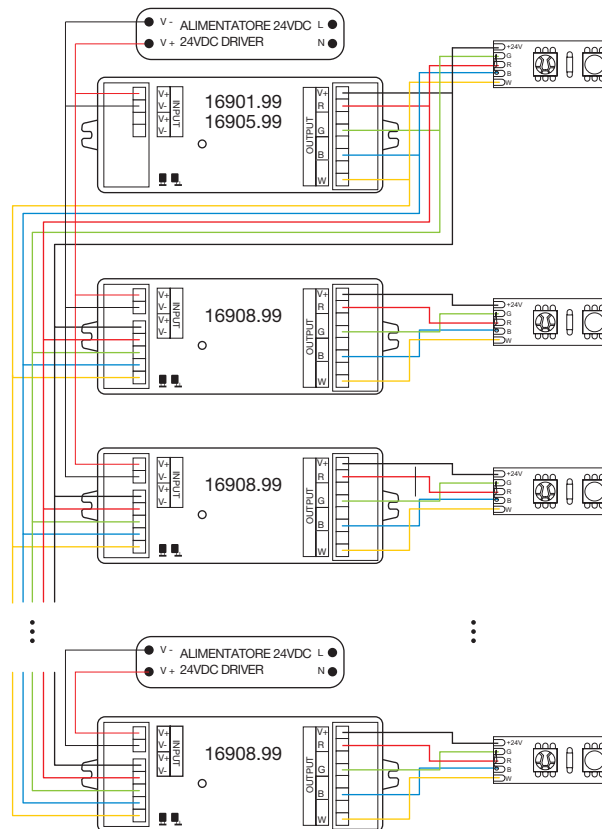 V - ALIMENTATORE 24VDC L
V + 24VDC DRIVER N
+24V
G
R
B
W
V+
V-
V+
V-
INPUT
16901.99
16905.99
OUTPUT
V+
R
G
B
W
V+
V-
V+
V-
INPUT
16908.99
OUTPUT
V+
R
G
B
W
+24V
G
R
B
W
V+
V-
V+
V-
INPUT
16908.99
OUTPUT
V+
R
G
B
W
+24V
G
R
B
W
V - ALIMENTATORE 24VDC L
V + 24VDC DRIVER N
V+
V-
V+
V-
INPUT
16908.99
OUTPUT
V+
R
G
B
W
+24V
G
R
B
W